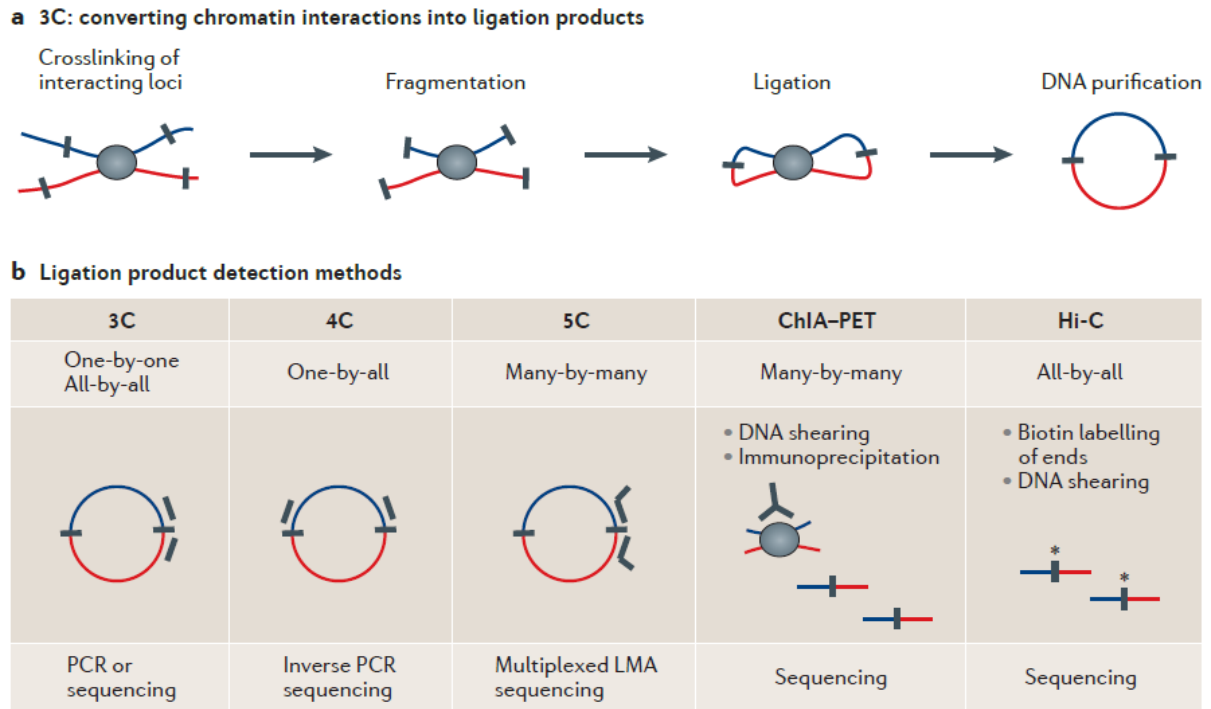 a 3C: converting chromatin interactions into ligation products
Crosslinking of
interacting loci
Fragmentation
Ligation
DNA purification
b Ligation product detection methods
3C
4C
5C
ChIA–PET
Hi-C
One-by-one
All-by-all
One-by-all
Many-by-many
Many-by-many
All-by-all
• DNA shearing
• Immunoprecipitation
• Biotin labelling
of ends
• DNA shearing
*
*
PCR or
sequencing
Inverse PCR
sequencing
Multiplexed LMA
sequencing
Sequencing
Sequencing